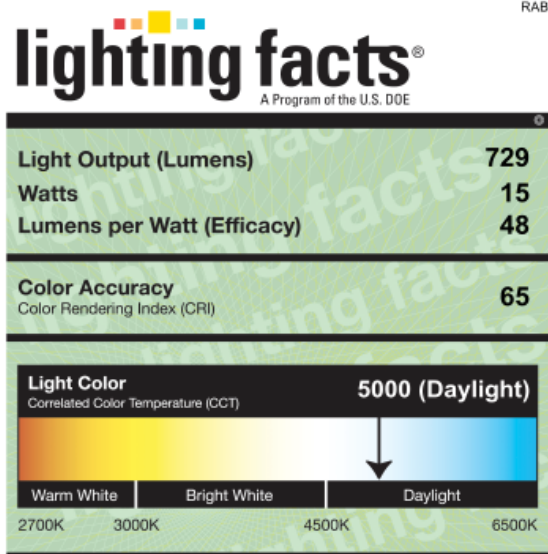 RAB
lighting facts®
A Program of the U.S. DOE
Light Output (Lumens) 729
Watts 15
Lumens per Watt (Efficacy) 48
Color Accuracy 65
Color Rendering Index (CRI)
Light Color 5000 (Daylight)
Correlated Color Temperature (CCT)
Warm White Bright White Daylight
2700K 3000K 4500K 6500K